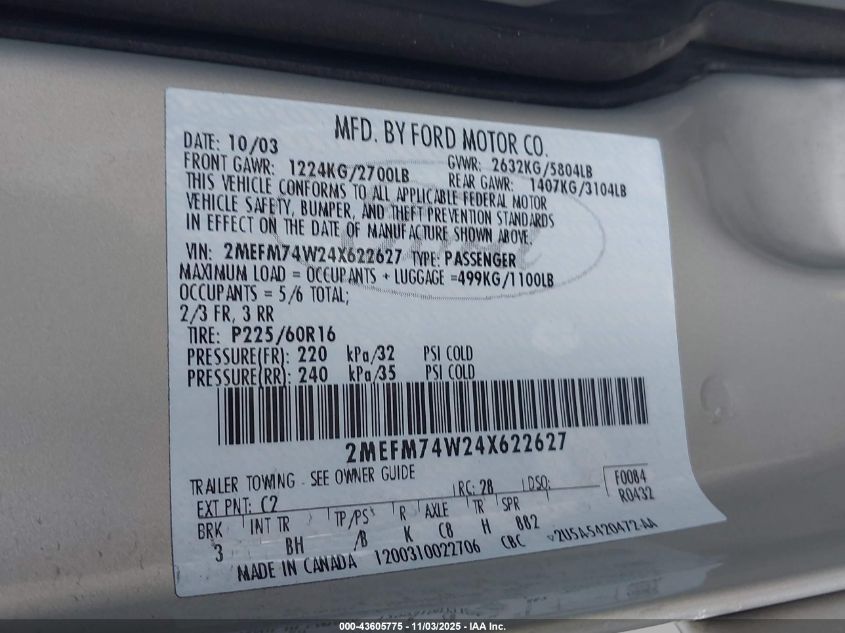 MFD. BY FORD MOTOR CO.
DATE: 10/03
GVWR: 2632KG/5804LB
FRONT GAWR: 1224KG/2700LB
REAR GAWR: 1407KG/3104LB
THIS VEHICLE CONFORMS TO ALL APPLICABLE FEDERAL MOTOR
VEHICLE SAFETY, BUMPER, AND THEFT PREVENTION STANDARDS
IN EFFECT ON THE DATE OF MANUFACTURE SHOWN ABOVE.
VIN: 2MEFM74W24X622627 TYPE: PASSENGER
MAXIMUM LOAD = OCCUPANTS + LUGGAGE =499KG/1100LB
OCCUPANTS = 5/6 TOTAL;
2/3 FR, 3 RR
TIRE: P225/60R16
PRESSURE(FR): 220 kPa/32 PSI COLD
PRESSURE(RR): 240 kPa/35 PSI COLD
2MEFM74W24X622627
TRAILER TOWING - SEE OWNER GUIDE
EXT PNT: C2 RC: 28 DSO: F0084
R0432
BRK INT TR TP/PS R AXLE TR SPR
3 BH /B K C8 H 882
MADE IN CANADA 1200310022706 CBC
000-43605775 - 11/03/2025 - IAA Inc.